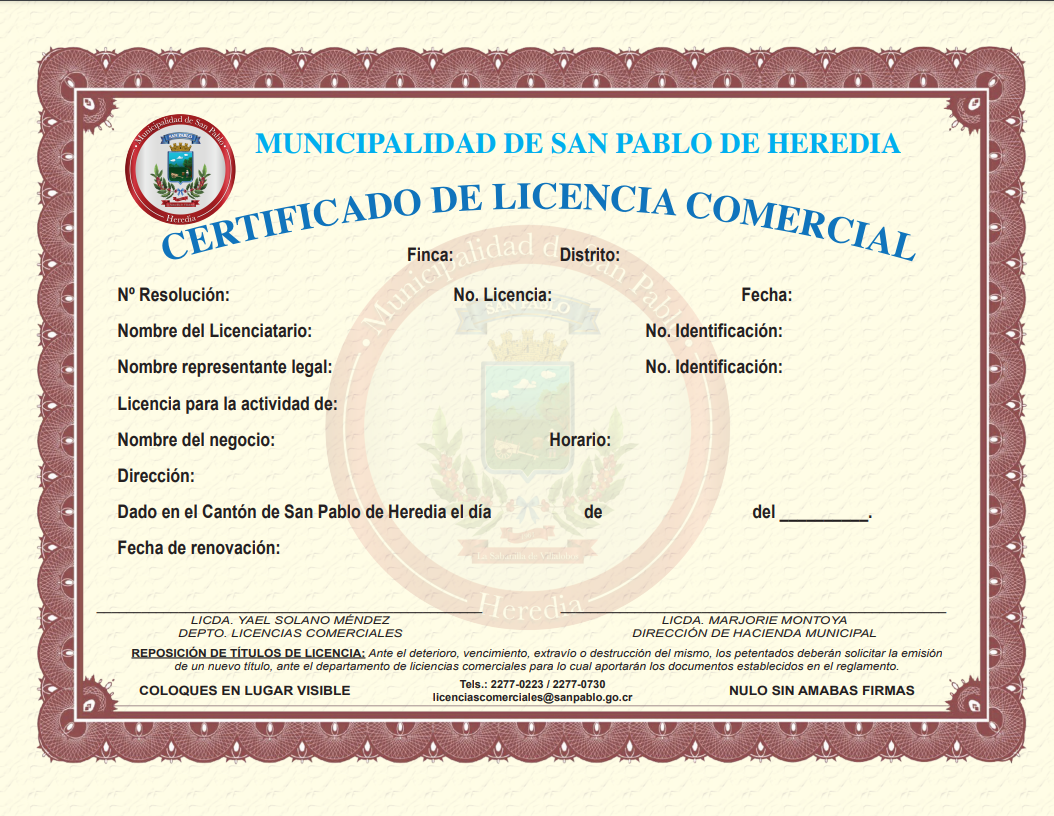 Municipalidad de San Pablo
SAN PABLO
Heredia
MUNICIPALIDAD DE SAN PABLO DE HEREDIA
CERTIFICADO DE LICENCIA COMERCIAL
Municipalidad de San Pablo
SAN PABLO
Heredia
Finca: Distrito:
Nº Resolución: No. Licencia: Fecha:
Nombre del Licenciatario: No. Identificación:
Nombre representante legal: No. Identificación:
Licencia para la actividad de:
Nombre del negocio: Horario:
Dirección:
Dado en el Cantón de San Pablo de Heredia el día de del __________.
Fecha de renovación:
LICDA. YAEL SOLANO MÉNDEZ LICDA. MARJORIE MONTOYA
DEPTO. LICENCIAS COMERCIALES DIRECCIÓN DE HACIENDA MUNICIPAL
REPOSICIÓN DE TÍTULOS DE LICENCIA: Ante el deterioro, vencimiento, extravío o destrucción del mismo, los petentados deberán solicitar la emisión
de un nuevo título, ante el departamento de liciencias comerciales para lo cual aportarán los documentos establecidos en el reglamento.
COLOQUES EN LUGAR VISIBLE Tels.: 2277-0223 / 2277-0730 NULO SIN AMABAS FIRMAS
licenciascomerciales@sanpablo.go.cr